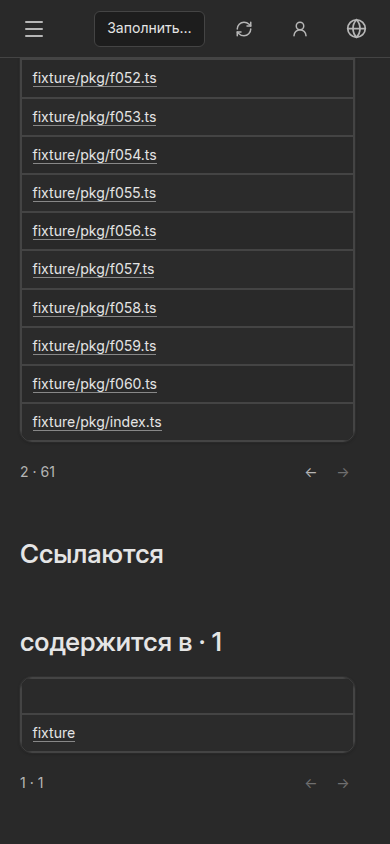 Заполнить...
fixture/pkg/f052.ts
fixture/pkg/f053.ts
fixture/pkg/f054.ts
fixture/pkg/f055.ts
fixture/pkg/f056.ts
fixture/pkg/f057.ts
fixture/pkg/f058.ts
fixture/pkg/f059.ts
fixture/pkg/f060.ts
fixture/pkg/index.ts
2 · 61 ← →
Ссылаются
содержится в · 1
fixture
1 · 1 ← →